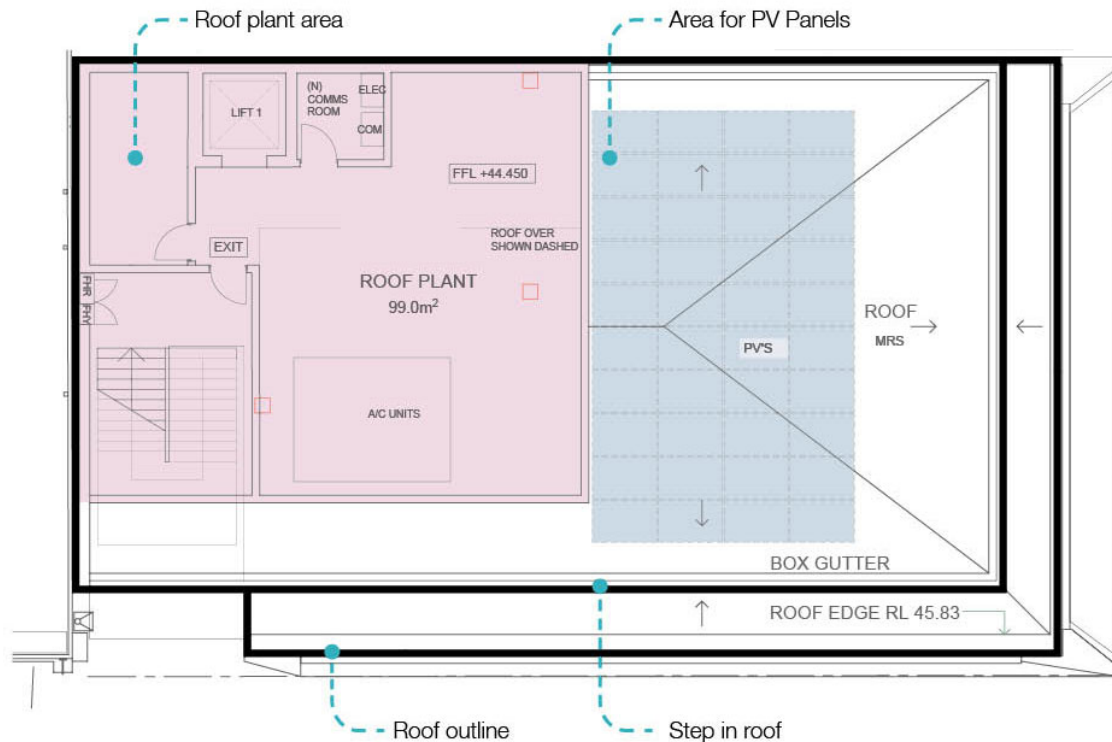 Roof plant area
Area for PV Panels
LIFT 1
(N)
COMMS
ROOM
ELEC
COM
FFL +44.450
EXIT
ROOF OVER
SHOWN DASHED
FHR
FHY
ROOF PLANT
99.0m²
ROOF
MRS
PV'S
A/C UNITS
BOX GUTTER
ROOF EDGE RL 45.83
Roof outline
Step in roof